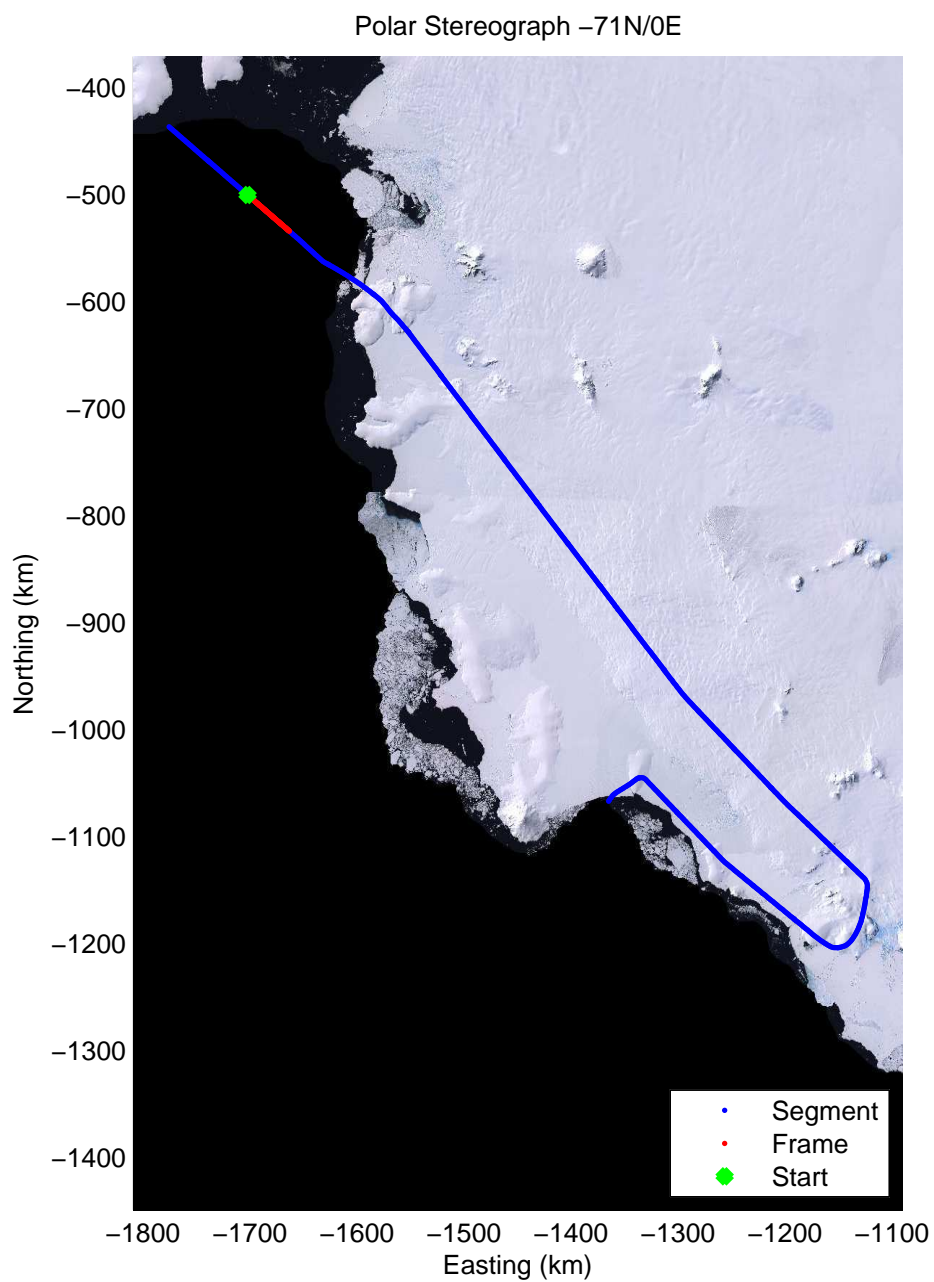 Polar Stereograph −71N/0E
−400
−500
−600
−700
−800
−900
−1000
−1100
−1200
−1300
−1400
Northing (km)
Segment
Frame
Start
−1800 −1700 −1600 −1500 −1400 −1300 −1200 −1100
Easting (km)